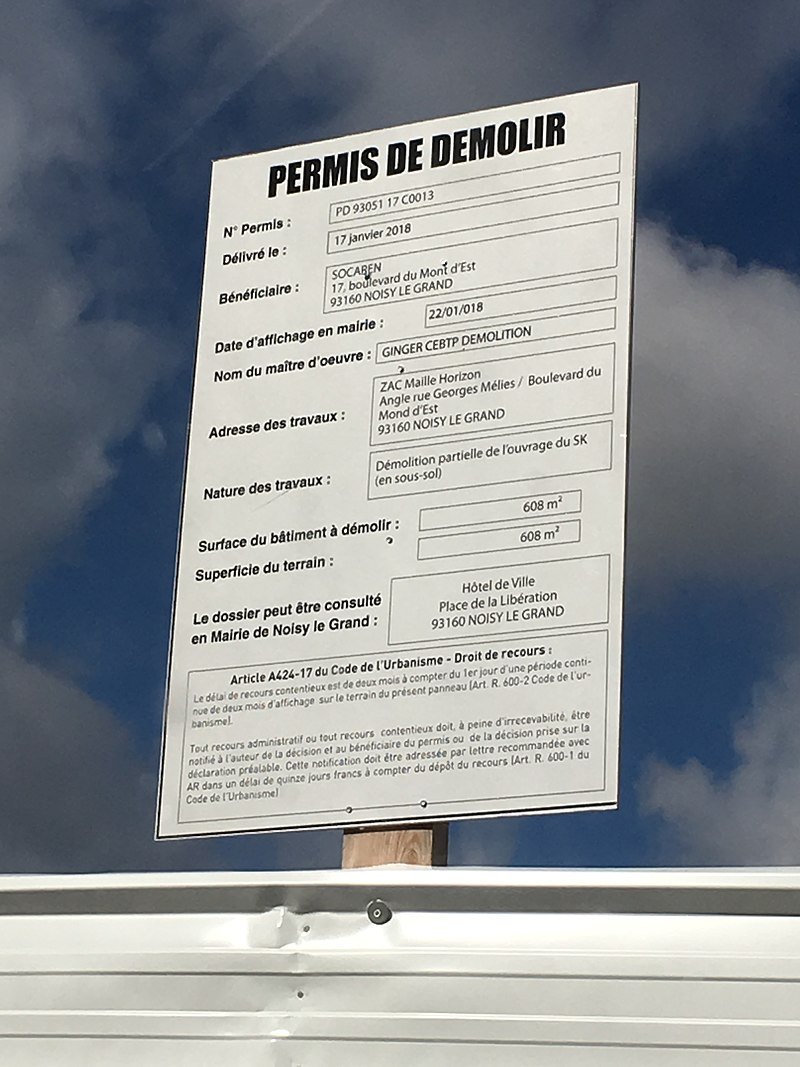 PERMIS DE DEMOLIR
N° Permis : PD 93051 17 C0013
Délivré le : 17 janvier 2018
Bénéficiaire : SOCAREN
17, boulevard du Mont d'Est
93160 NOISY LE GRAND
Date d'affichage en mairie : 22/01/018
Nom du maître d'oeuvre : GINGER CEBTP DEMOLITION
Adresse des travaux : ZAC Maille Horizon
Angle rue Georges Mélies / Boulevard du
Mond d'Est
93160 NOISY LE GRAND
Nature des travaux : Démolition partielle de l'ouvrage du SK
(en sous-sol)
Surface du bâtiment à démolir : 608 m²
Superficie du terrain : 608 m²
Le dossier peut être consulté
en Mairie de Noisy le Grand :
Hôtel de Ville
Place de la Libération
93160 NOISY LE GRAND
Article A424-17 du Code de l'Urbanisme - Droit de recours :
Le délai de recours contentieux est de deux mois à compter du 1er jour d'une période conti-
nue de deux mois d'affichage sur le terrain du présent panneau (Art. R. 600-2 Code de l'ur-
banisme).
Tout recours administratif ou tout recours contentieux doit, à peine d'irrecevabilité, être
notifié à l'auteur de la décision et au bénéficiaire du permis ou de la décision prise sur la
déclaration préalable. Cette notification doit être adressée par lettre recommandée avec
AR dans un délai de quinze jours francs à compter du dépôt du recours (Art. R. 600-1 du
Code de l'Urbanisme)